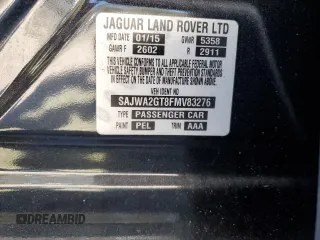 JAGUAR LAND ROVER LTD
MFG DATE 01/15 GVWR 5358
GAWR F 2602 R 2911
THIS VEHICLE CONFORMS TO ALL APPLICABLE FEDERAL MOTOR
VEHICLE SAFETY BUMPER AND THEFT PREVENTION STANDARDS
IN EFFECT ON THE DATE OF MANUFACTURE SHOWN ABOVE
VEH IDENT NO
SAJWA2GT8FMV83276
TYPE PASSENGER CAR
PAINT PEL TRIM AAA
DREAMBID